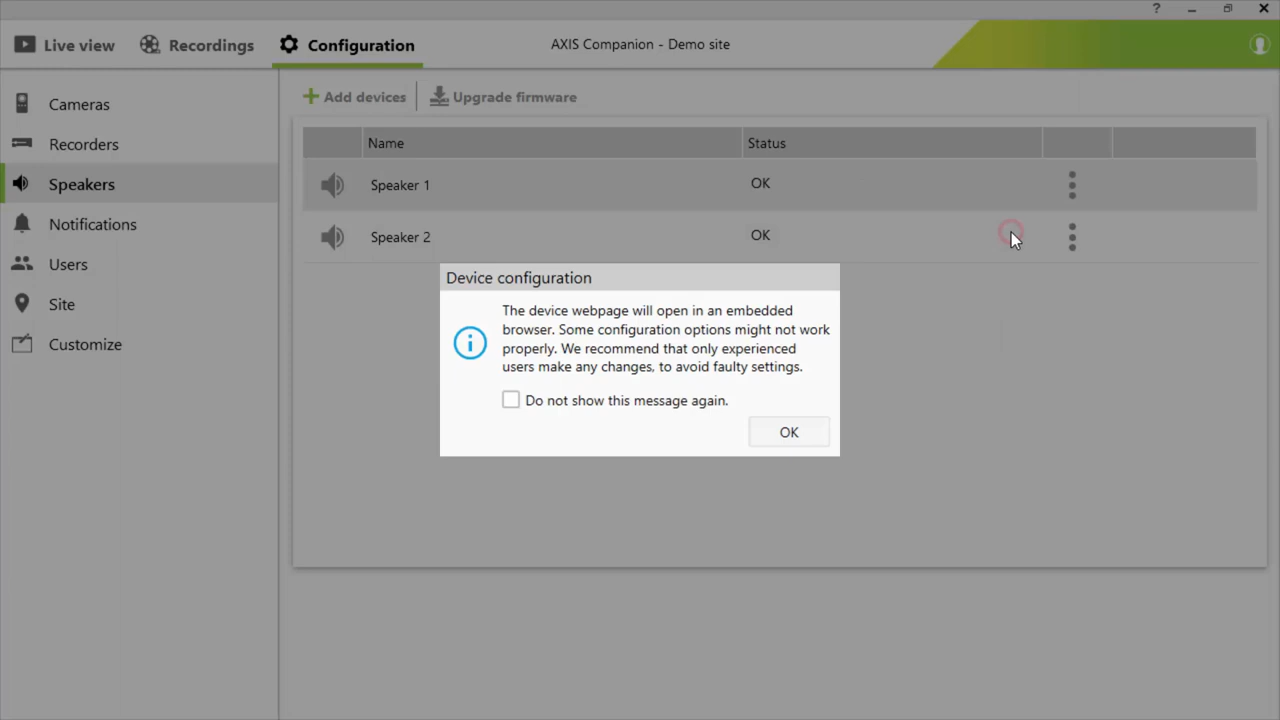 ?
Live view
Recordings
Configuration
AXIS Companion - Demo site
Cameras
Recorders
Speakers
Notifications
Users
Site
Customize
Add devices
Upgrade firmware
Name
Status
Speaker 1
OK
Speaker 2
OK
Device configuration
The device webpage will open in an embedded
browser. Some configuration options might not work
properly. We recommend that only experienced
users make any changes, to avoid faulty settings.
Do not show this message again.
OK